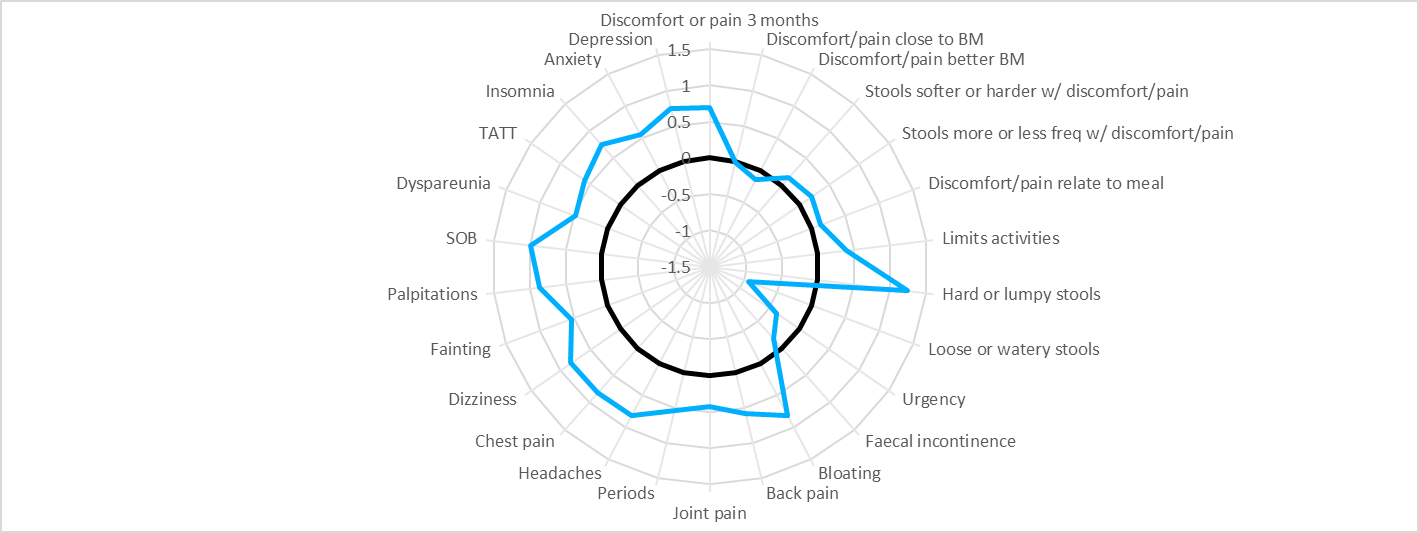 Discomfort or pain 3 months
Depression
Discomfort/pain close to BM
Anxiety
Discomfort/pain better BM
Insomnia
Stools softer or harder w/ discomfort/pain
TATT
Stools more or less freq w/ discomfort/pain
Dyspareunia
Discomfort/pain relate to meal
SOB
Limits activities
Palpitations
Hard or lumpy stools
Fainting
Loose or watery stools
Dizziness
Urgency
Chest pain
Faecal incontinence
Headaches
Bloating
Periods
Back pain
Joint pain
1.5
1
0.5
0
-0.5
-1
-1.5